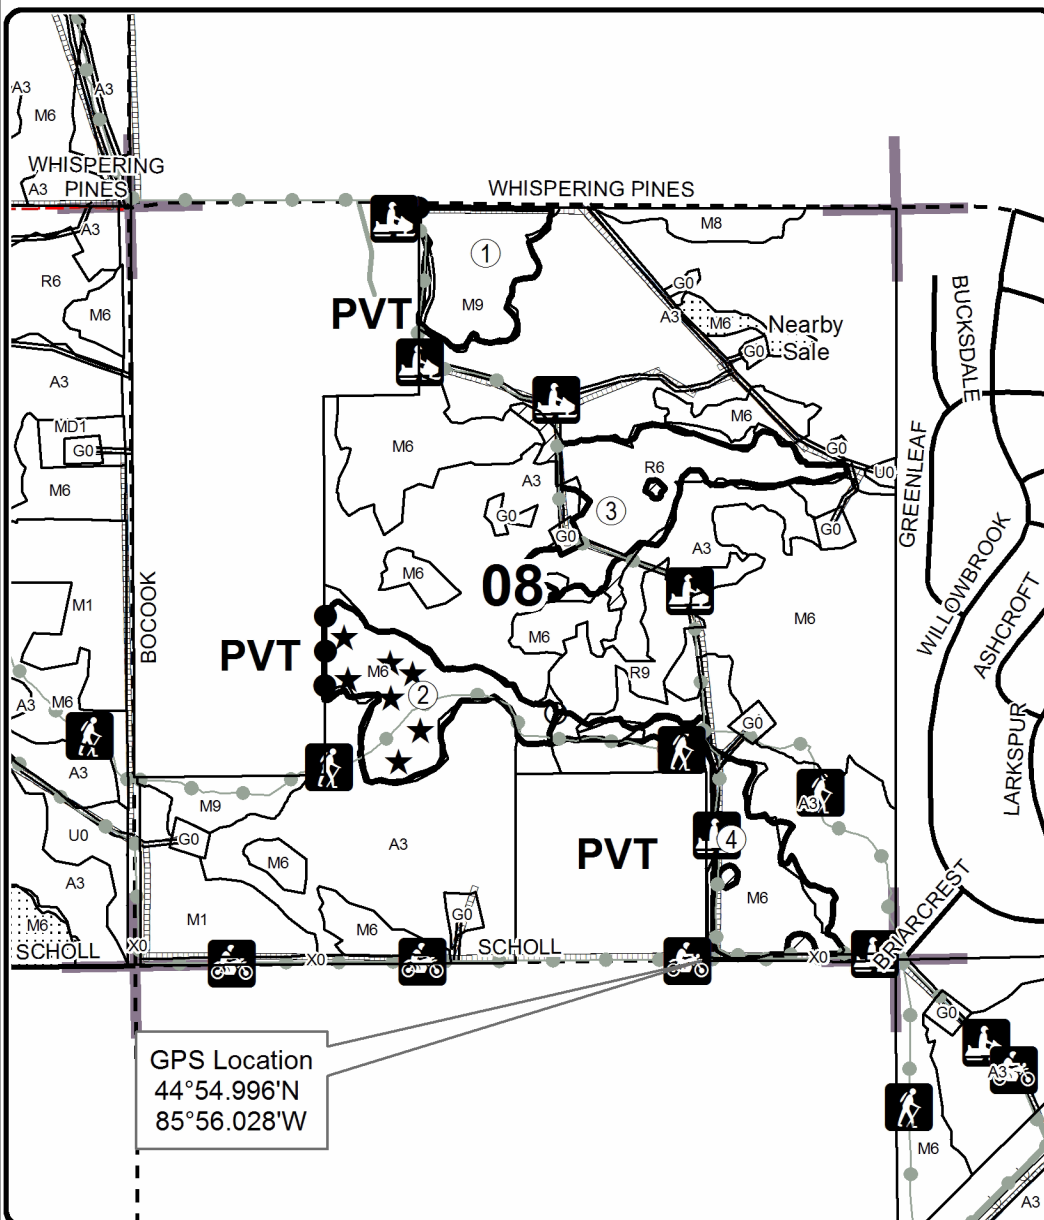 A3
A3
M6
WHISPERING
PINES
WHISPERING PINES
A3
M8
A3
1
R6
G0
BUCKSDALE
M9
PVT
M6
A3
M6
Nearby
Sale
G0
A3
MD1
M6
G0
M6
G0
R6
U0
M6
A3
3
GREENLEAF
G0
G0
G0
A3
WILLOWBROOK
M6
08
ASHCROFT
M1
BOCOOK
M6
M6
PVT
M6
R9
2
A3
M6
G0
LARKSPUR
A3
M9
A3
U0
G0
A3
PVT
4
M6
A3
M6
BRIARCREST
M6
M1
M6
G0
SCHOLL
X0
X0
SCHOLL
X0
G0
GPS Location
44°54.996'N
85°56.028'W
A3
M6
A3